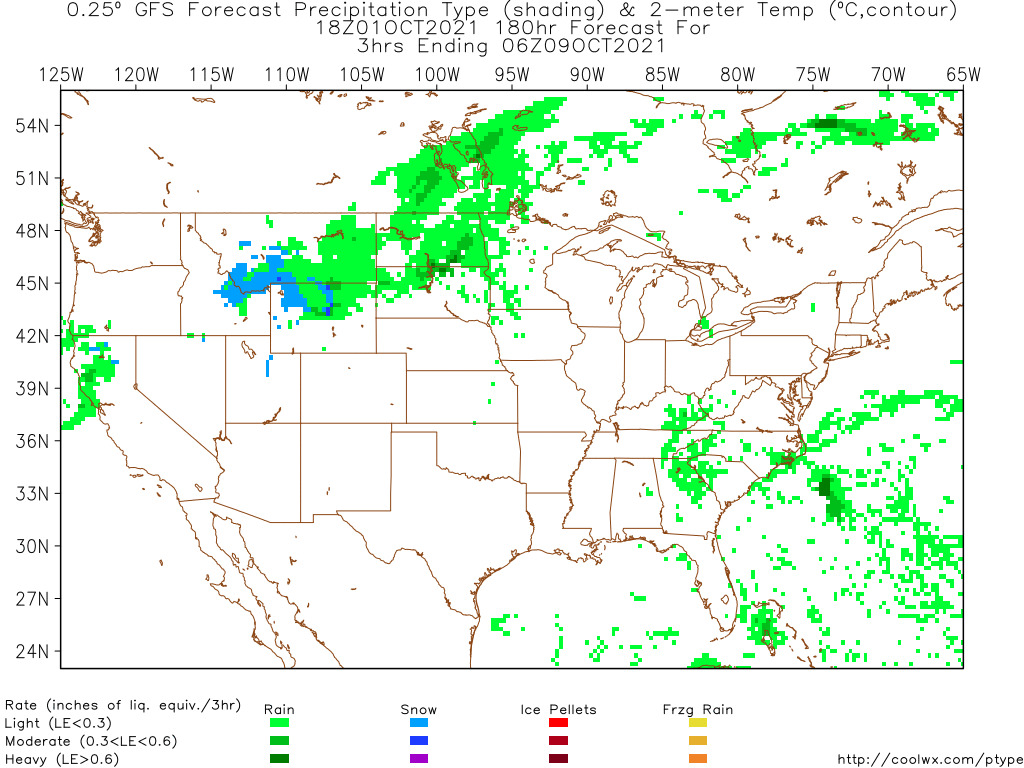 0.25º GFS Forecast Precipitation Type (shading) & 2-meter Temp (ºC,contour)
18Z01OCT2021 180hr Forecast For
3hrs Ending 06Z09OCT2021
125W 120W 115W 110W 105W 100W 95W 90W 85W 80W 75W 70W 65W
54N
51N
48N
45N
42N
39N
36N
33N
30N
27N
24N
Rate (inches of liq. equiv./3hr) Rain Snow Ice Pellets Frzg Rain
Light (LE<0.3)
Moderate (0.3<LE<0.6)
Heavy (LE>0.6)
http://coolwx.com/ptype